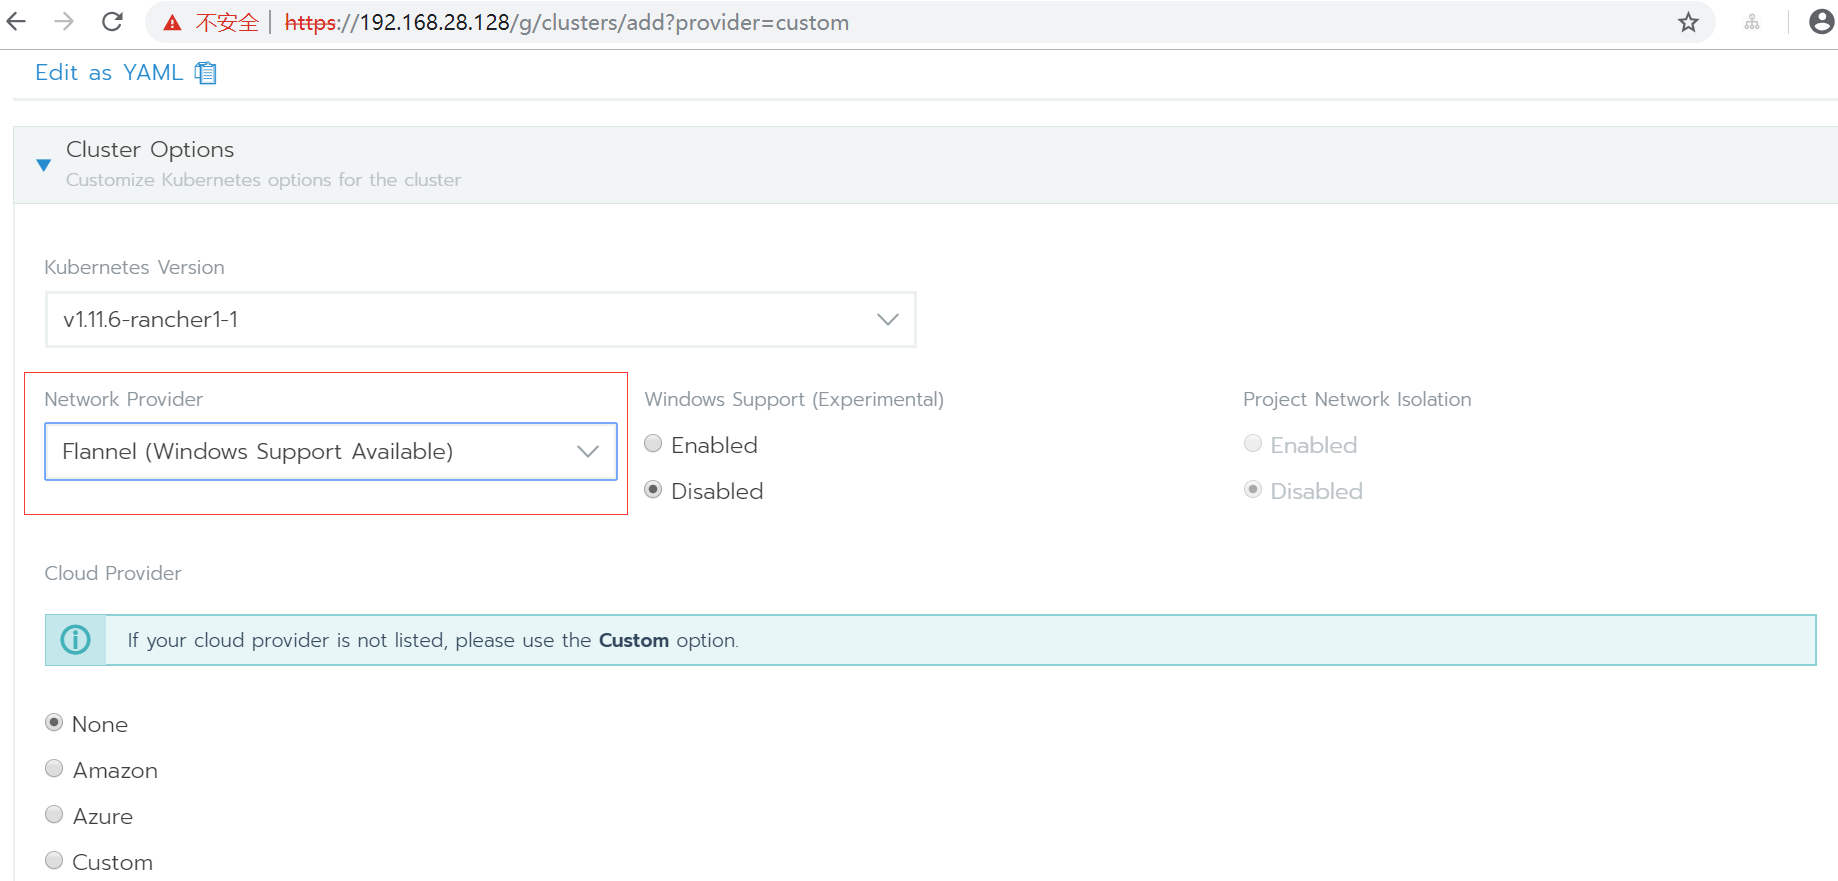 不安全 | https://192.168.28.128/g/clusters/add?provider=custom
Edit as YAML
Cluster Options
Customize Kubernetes options for the cluster
Kubernetes Version
v1.11.6-rancher1-1
Network Provider
Flannel (Windows Support Available)
Windows Support (Experimental)
Enabled
Disabled
Project Network Isolation
Enabled
Disabled
Cloud Provider
If your cloud provider is not listed, please use the Custom option.
None
Amazon
Azure
Custom